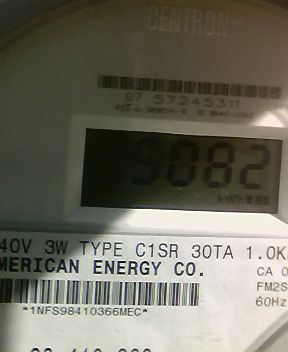 CENTRON®
07 57245311
5082
kWh
40V 3W TYPE C1SR 30TA 1.0K
MERICAN ENERGY CO.
CA 0
FM2S
60Hz
*1NFS98410366MEC*